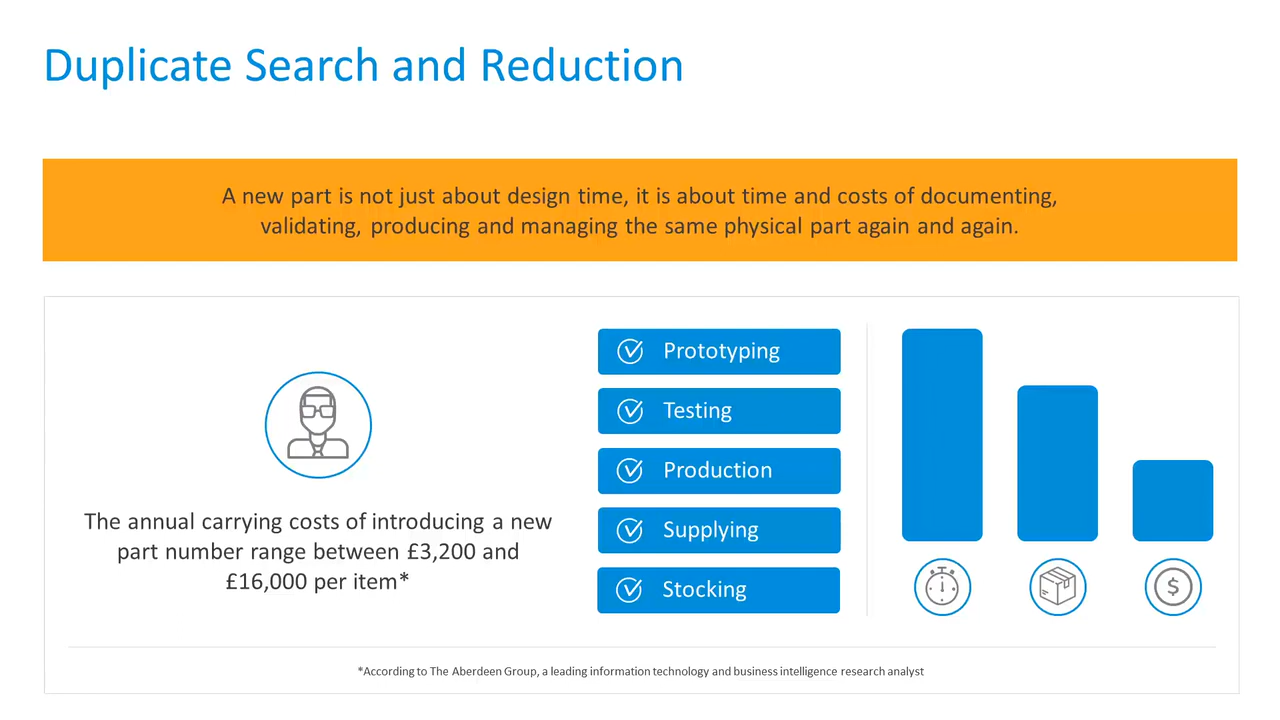 Duplicate Search and Reduction
A new part is not just about design time, it is about time and costs of documenting,
validating, producing and managing the same physical part again and again.
The annual carrying costs of introducing a new
part number range between £3,200 and
£16,000 per item*
Prototyping
Testing
Production
Supplying
Stocking
$
*According to The Aberdeen Group, a leading information technology and business intelligence research analyst